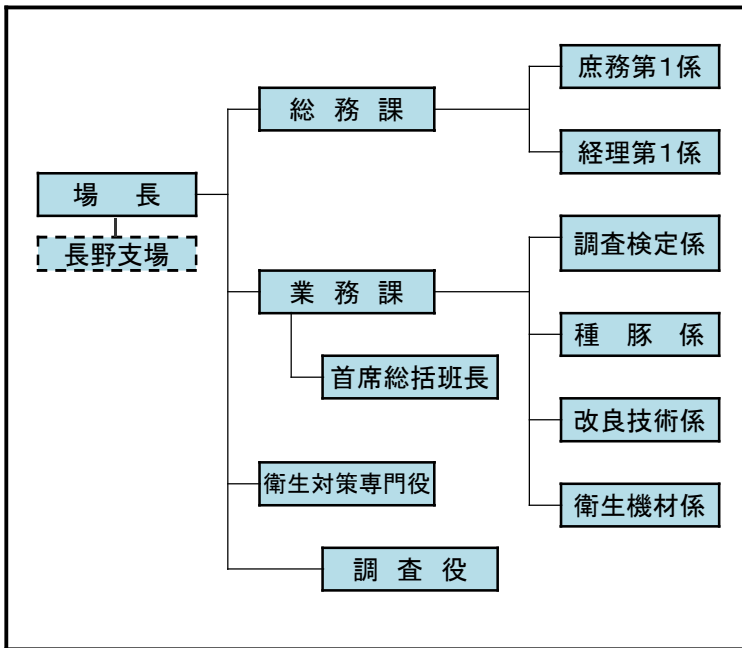 庶務第1係
総務課
経理第1係
場長
長野支場
調査検定係
業務課
種豚係
首席総括班長
改良技術係
衛生対策専門役
衛生機材係
調査役